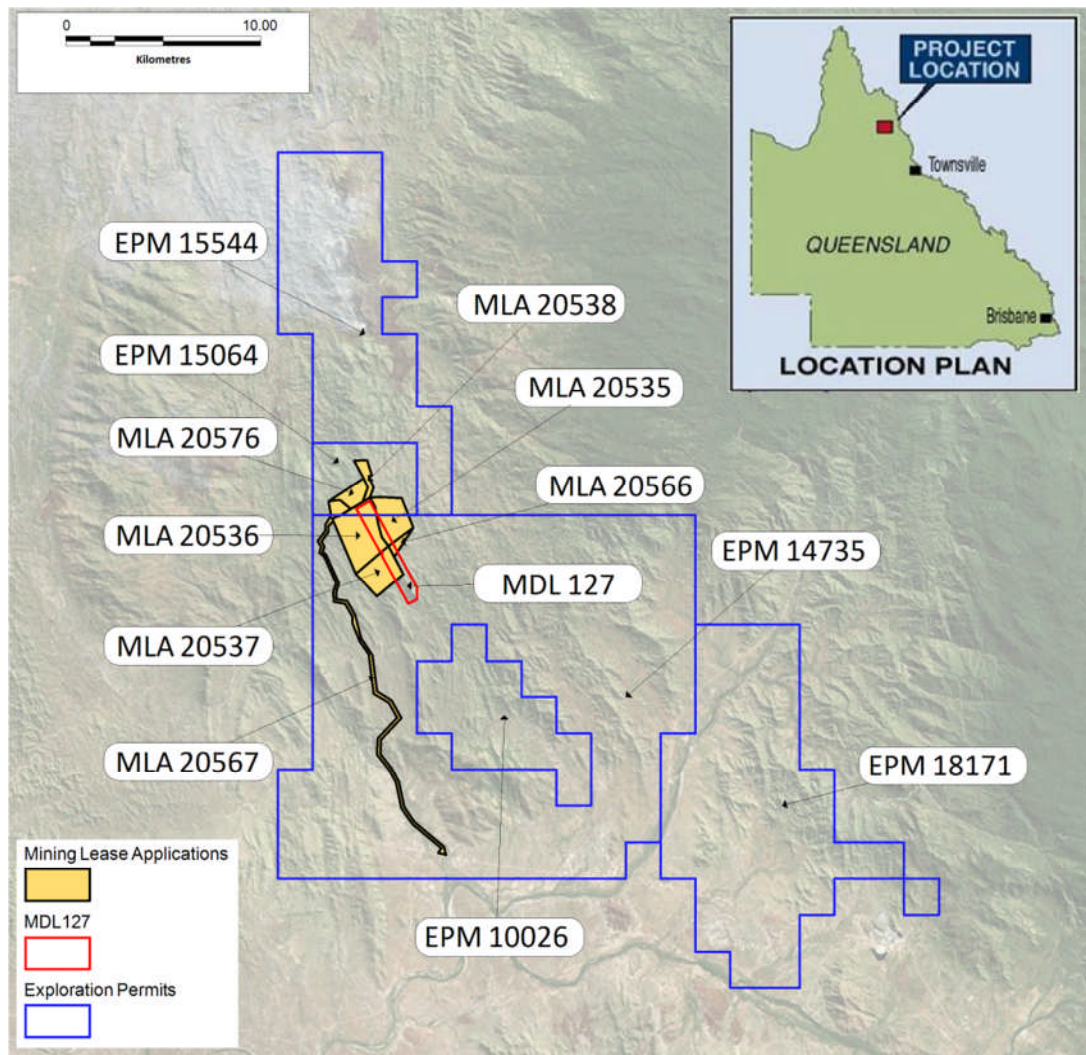 0 10.00
Kilometres
PROJECT
LOCATION
Townsville
QUEENSLAND
Brisbane
LOCATION PLAN
EPM 15544
MLA 20538
EPM 15064
MLA 20535
MLA 20576
MLA 20566
MLA 20536
EPM 14735
MDL 127
MLA 20537
MLA 20567
EPM 18171
EPM 10026
Mining Lease Applications
MDL127
Exploration Permits